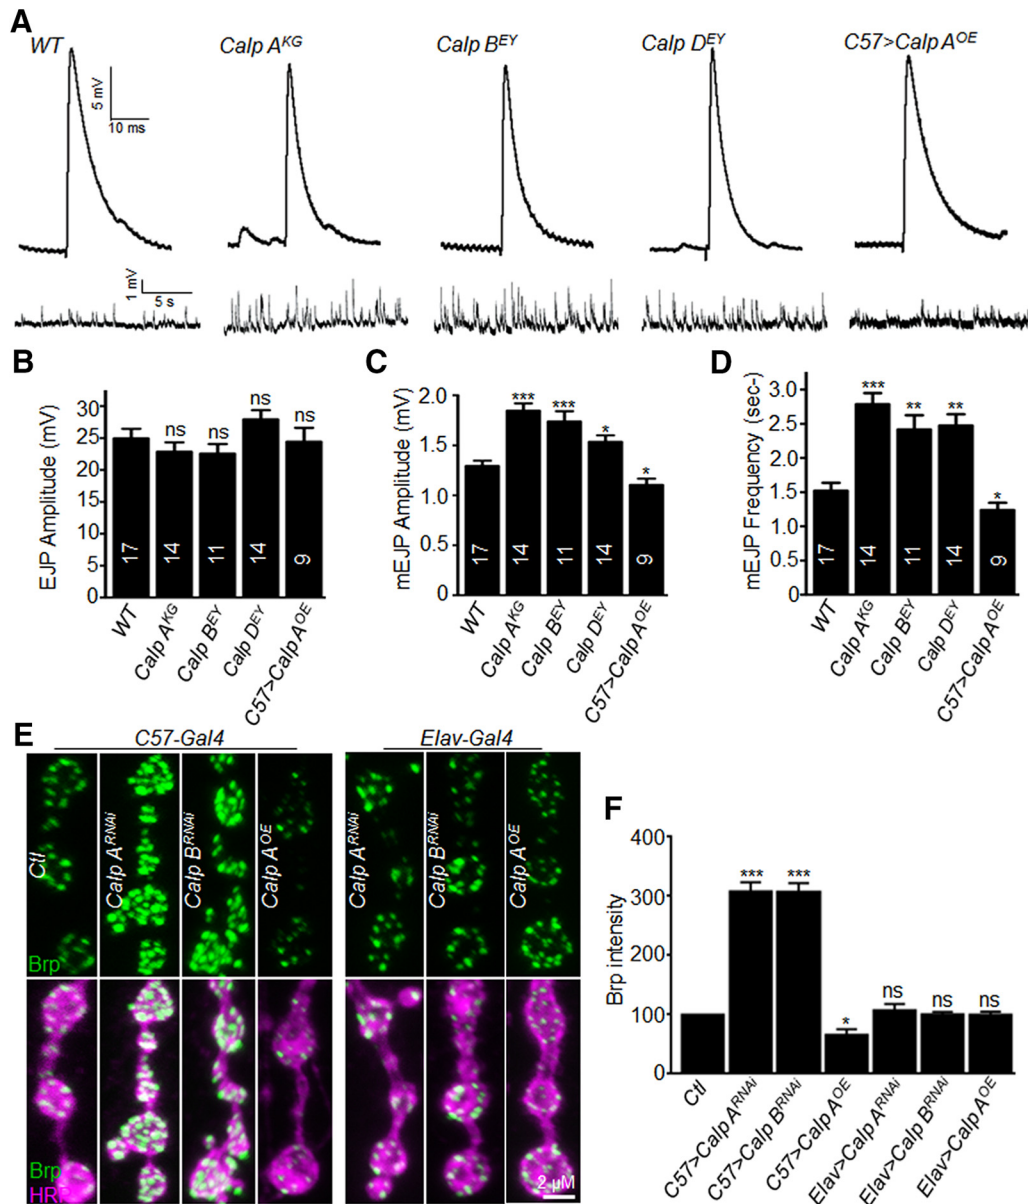 A
WT
Calp A^KG
Calp B^EY
Calp D^EY
C57>Calp A^OE
5 mV
10 ms
1 mV
5 s
B
EJP Amplitude (mV)
30
25
20
15
10
5
0
ns
ns
ns
ns
17
14
11
14
9
WT
Calp A^KG
Calp B^EY
Calp D^EY
C57>Calp A^OE
C
mEJP Amplitude (mV)
2.0
1.5
1.0
0.5
0
***
***
*
*
17
14
11
14
9
WT
Calp A^KG
Calp B^EY
Calp D^EY
C57>Calp A^OE
D
mEJP Frequency (sec-)
3.0
2.5
2.0
1.5
1.0
0.5
0
***
**
**
*
17
14
11
14
9
WT
Calp A^KG
Calp B^EY
Calp D^EY
C57>Calp A^OE
E
C57-Gal4
Elav-Gal4
Ctl
Calp A^RNAi
Calp B^RNAi
Calp A^OE
Calp A^RNAi
Calp B^RNAi
Calp A^OE
Brp
Brp
HRP
2 μM
F
Brp intensity
400
300
200
100
0
***
***
*
ns
ns
ns
Ctl
C57>Calp A^RNAi
C57>Calp B^RNAi
C57>Calp A^OE
Elav>Calp A^RNAi
Elav>Calp B^RNAi
Elav>Calp A^OE